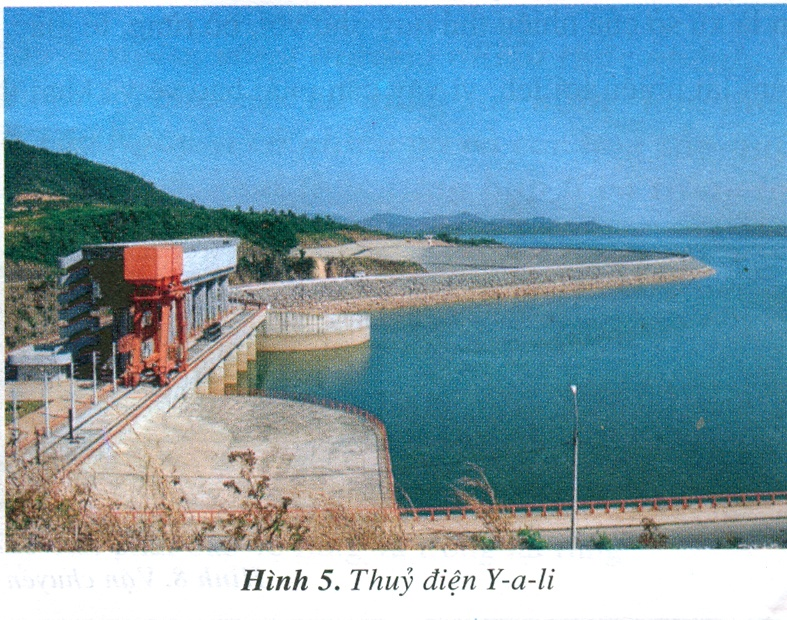 Hình 5. Thuỷ điện Y-a-li